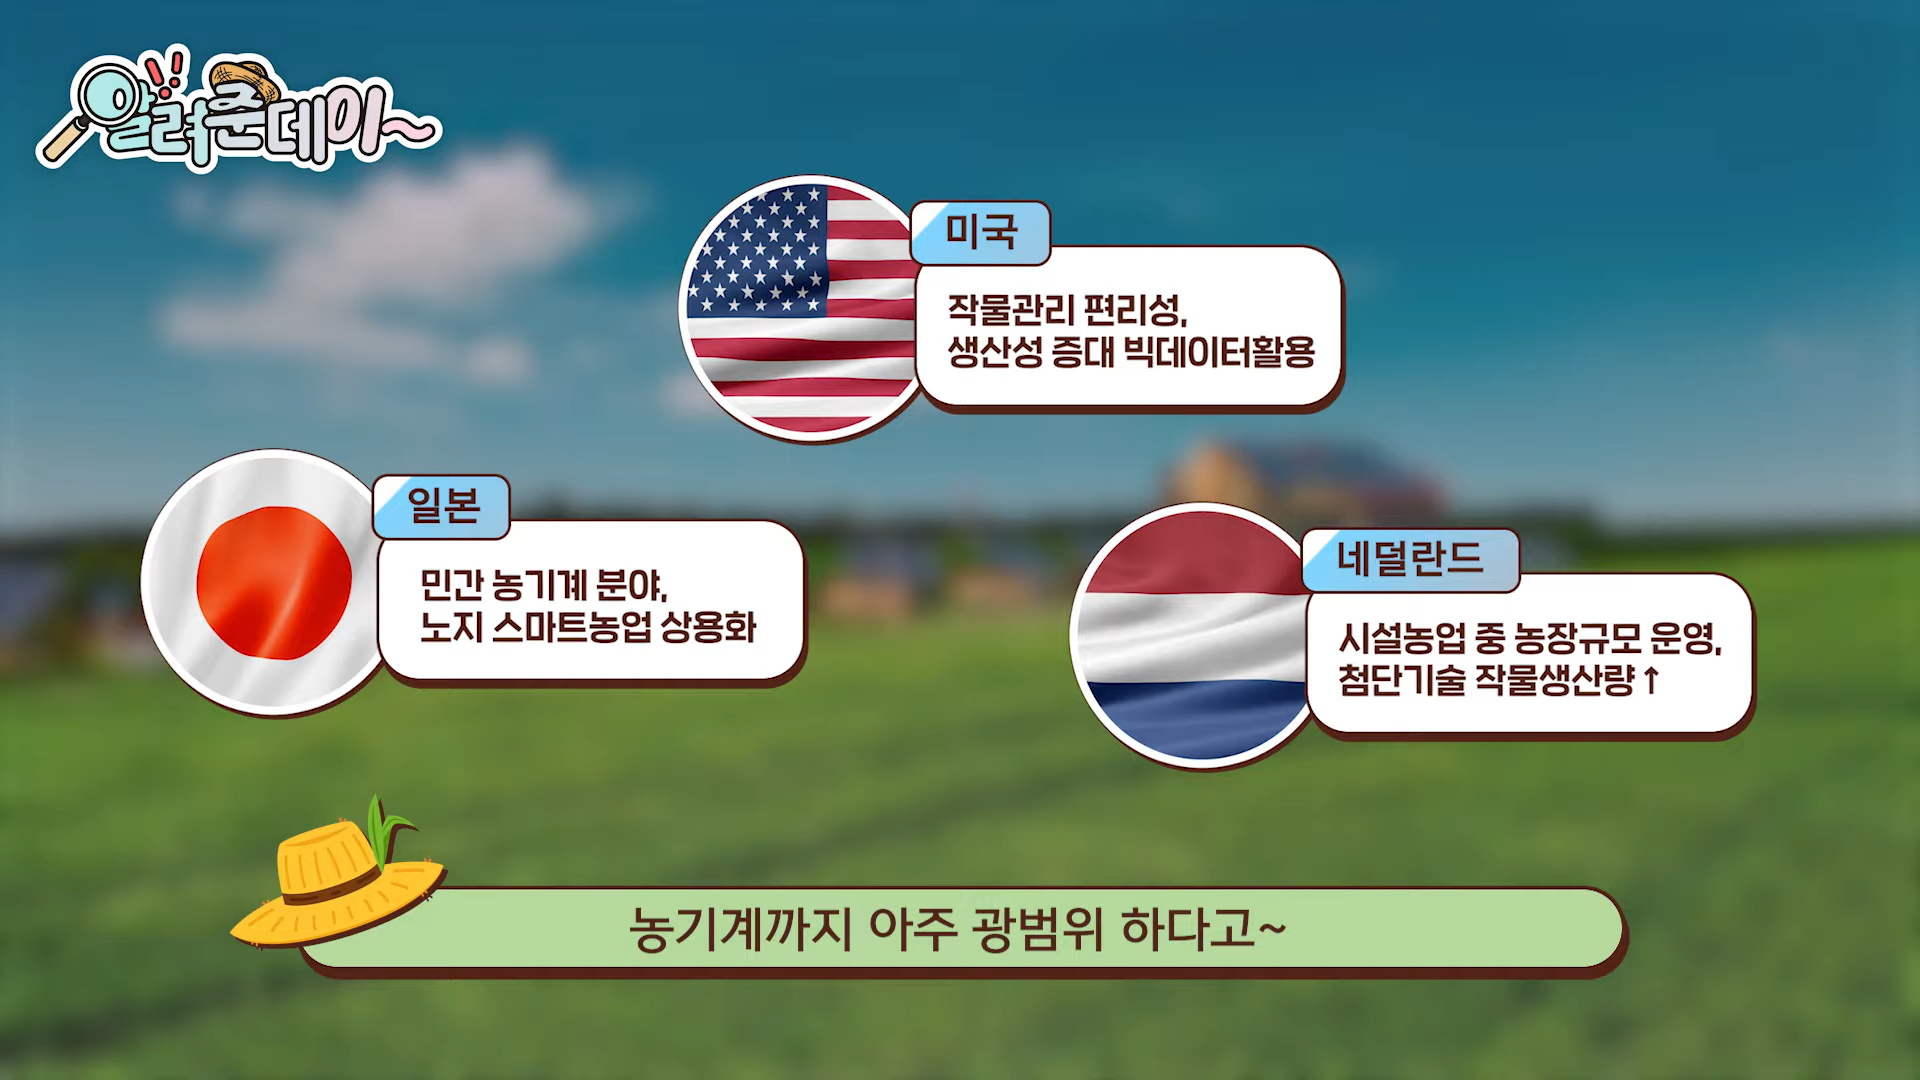 알려준데이~
미국
작물관리 편리성,
생산성 증대 빅데이터활용
일본
민간 농기계 분야,
노지 스마트농업 상용화
네덜란드
시설농업 중 농장규모 운영,
첨단기술 작물생산량↑
농기계까지 아주 광범위 하다고~